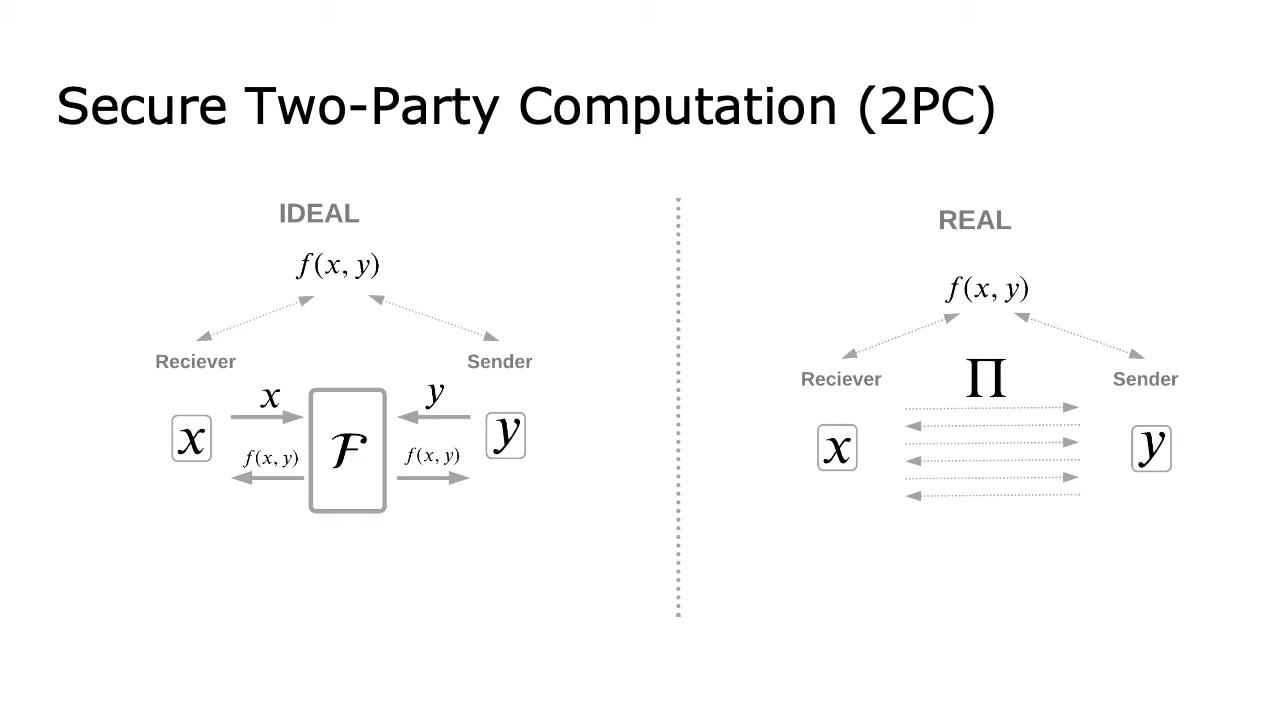 Secure Two-Party Computation (2PC)
IDEAL
f(x, y)
Reciever
Sender
x
y
x
F
y
f(x, y)
f(x, y)
REAL
f(x, y)
Reciever
Π
Sender
x
y